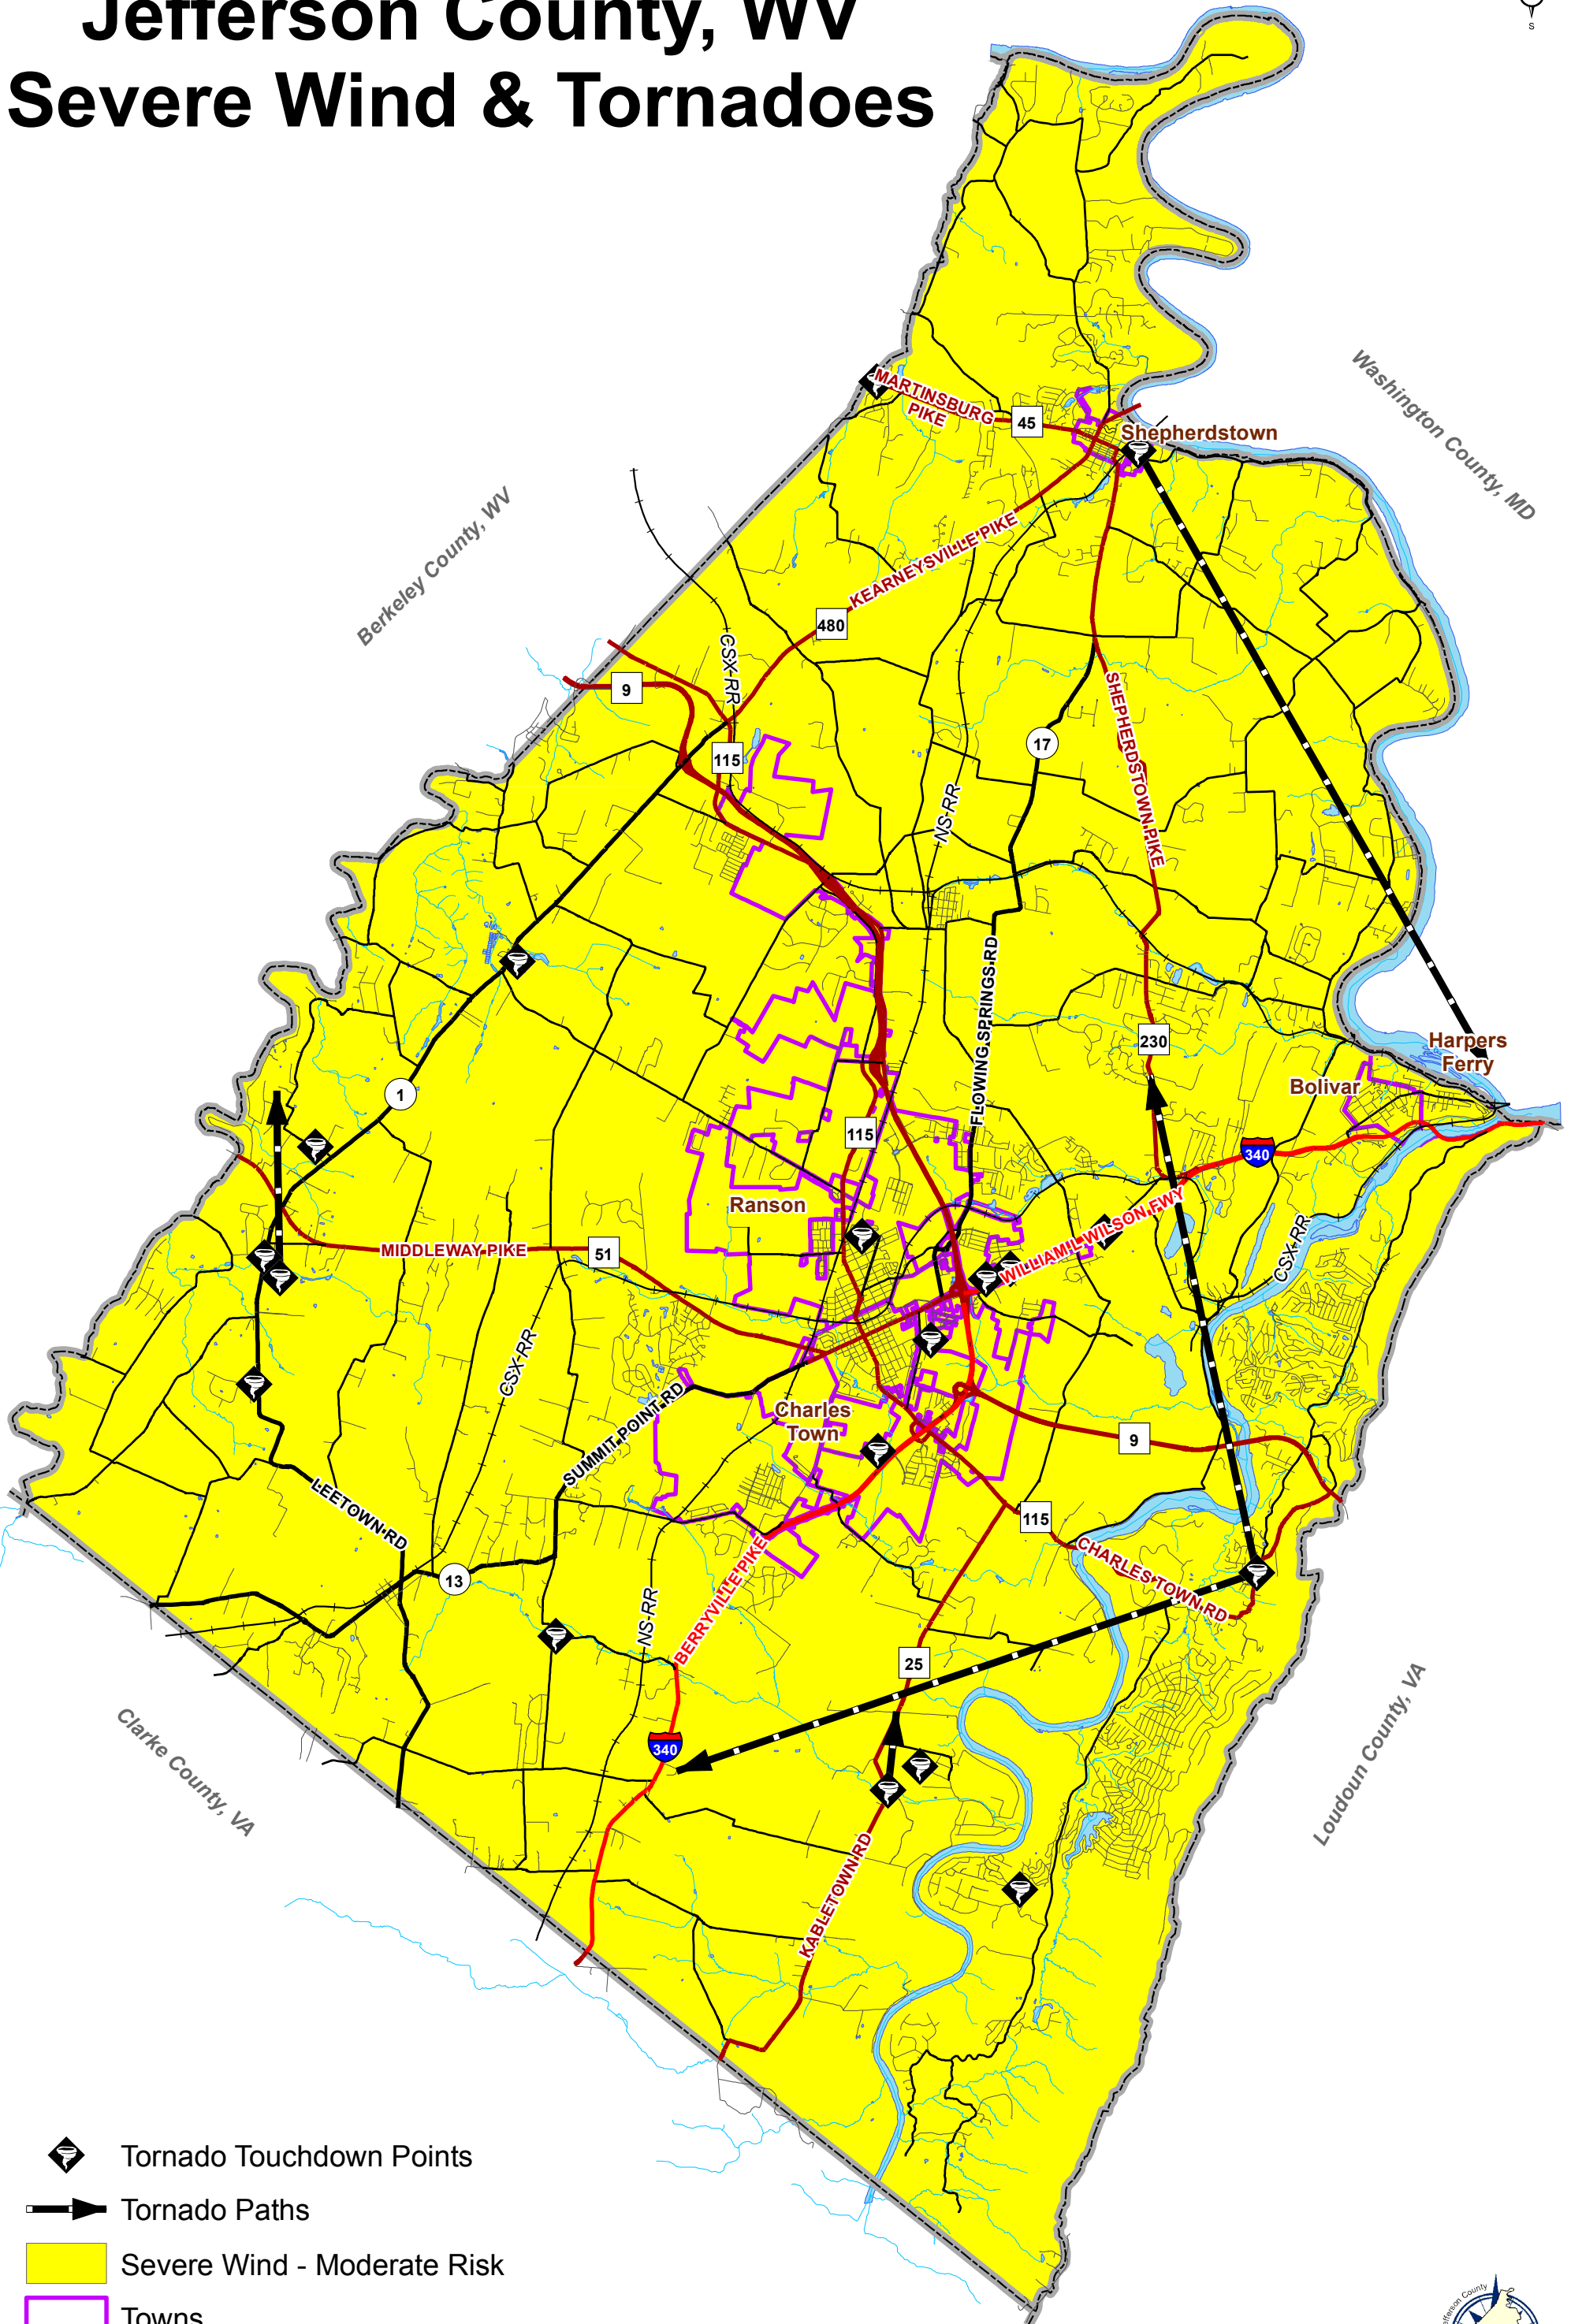 Jefferson County, WV
Severe Wind & Tornadoes
S
Washington County, MD
MARTINSBURG
PIKE
45
Shepherdstown
Berkeley County, WV
KEARNEYSVILLE PIKE
480
CSX-RR
9
115
17
SHEPHERDSTOWN PIKE
NS-RR
FLOWING SPRINGS RD
230
Harpers
Ferry
Bolivar
1
115
340
Ranson
WILLIAM L WILSON FWY
CSX-RR
MIDDLEWAY PIKE
51
CSX-RR
SUMMIT POINT RD
Charles
Town
9
LEETOWN RD
115
CHARLES TOWN RD
13
NS-RR
BERRYVILLE PIKE
25
340
Clarke County, VA
Loudoun County, VA
KABLETOWN RD
Tornado Touchdown Points
Tornado Paths
Severe Wind - Moderate Risk
Towns
Jefferson County